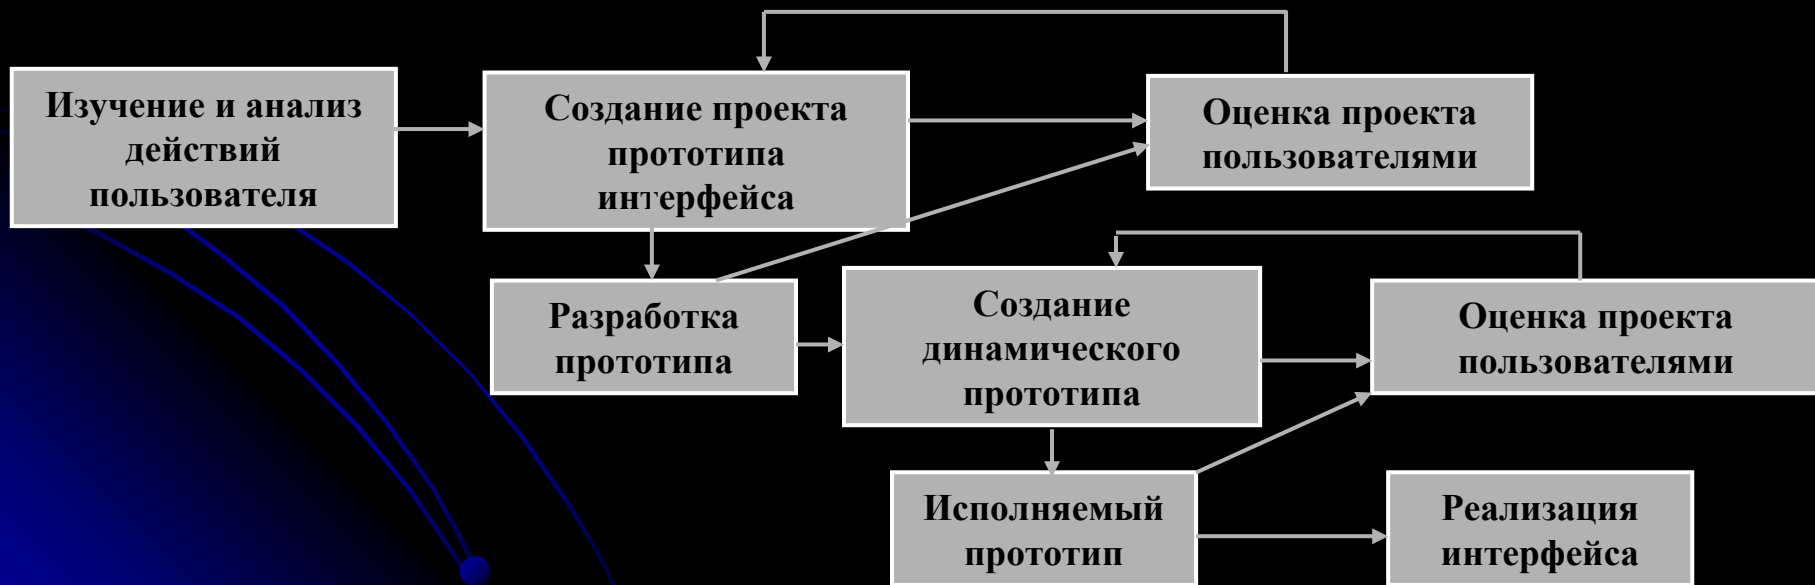 Изучение и анализ
действий
пользователя
Создание проекта
прототипа
интерфейса
Оценка проекта
пользователями
Разработка
прототипа
Создание
динамического
прототипа
Оценка проекта
пользователями
Исполняемый
прототип
Реализация
интерфейса